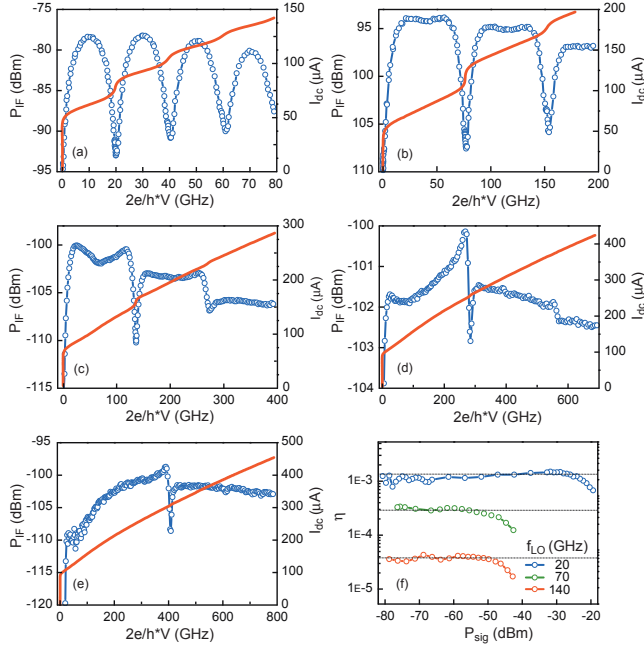 -75 150
-80
100
-85
50
-90
-95 0
0 10 20 30 40 50 60 70 80
P_IF (dBm)
I_dc (μA)
(a)
2e/h*V (GHz)
200
95
150
100
100
105
50
110 0
0 50 100 150 200
P_IF (dBm)
I_dc (μA)
(b)
2e/h*V (GHz)
300
-100
200
-105
100
-110
-115 0
0 100 200 300 400
P_IF (dBm)
I_dc (μA)
(c)
2e/h*V (GHz)
-100
400
-101
300
-102
200
-103
100
-104 0
0 200 400 600
P_IF (dBm)
I_dc (μA)
(d)
2e/h*V (GHz)
-95 500
-100 400
-105 300
-110 200
-115 100
-120 0
0 200 400 600 800
P_IF (dBm)
I_dc (μA)
(e)
2e/h*V (GHz)
1E-3
1E-4
1E-5
-80 -70 -60 -50 -40 -30 -20
η
f_LO (GHz)
20
70
140
(f)
P_sig (dBm)